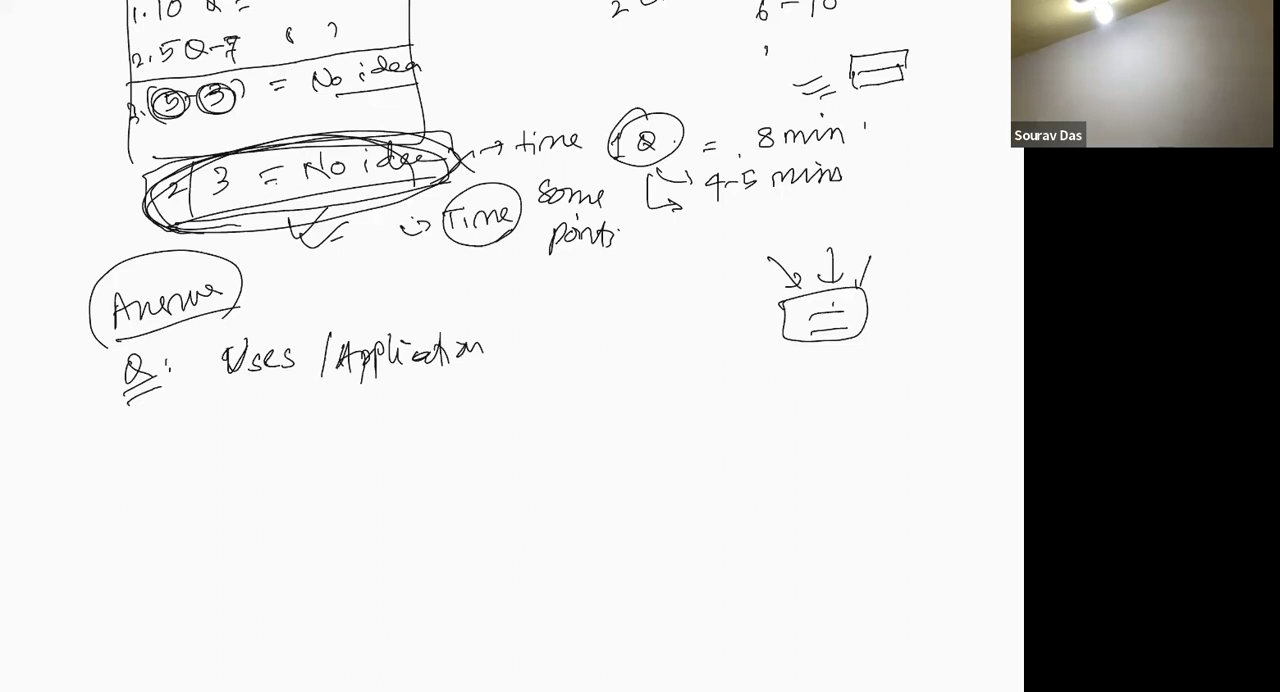 1. 10 Q =
2. 5 Q-7 ( )
3. (5-3) = No idea
2 3 = No idea → time 1 Q. = 8 min
4-5 mins
Time some
points
Answer
Q: Uses / Application
6-10
Sourav Das